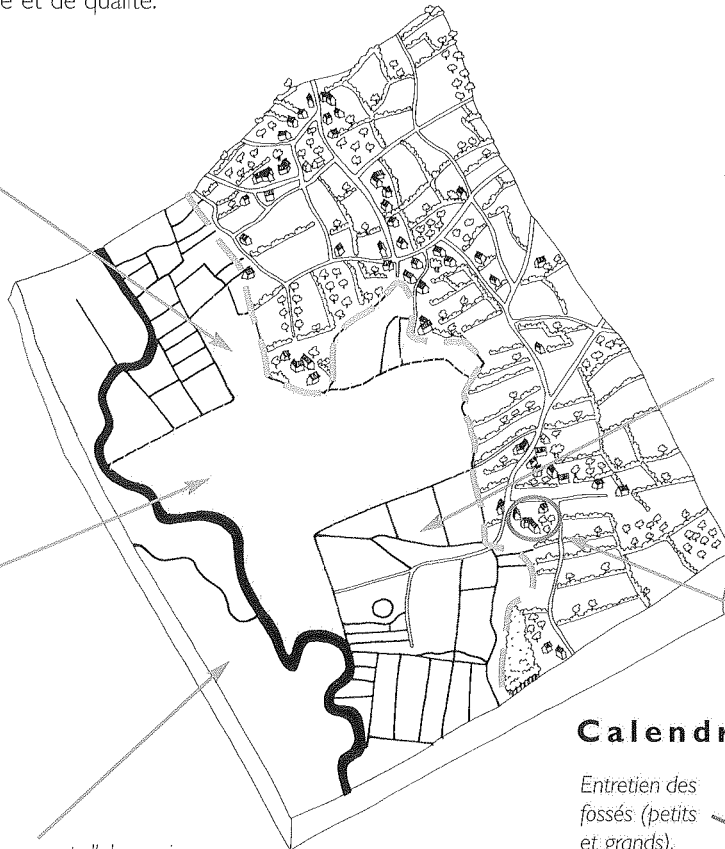 e et de qualité.
Calendr
Entretien des
fossés (petits
et grands).